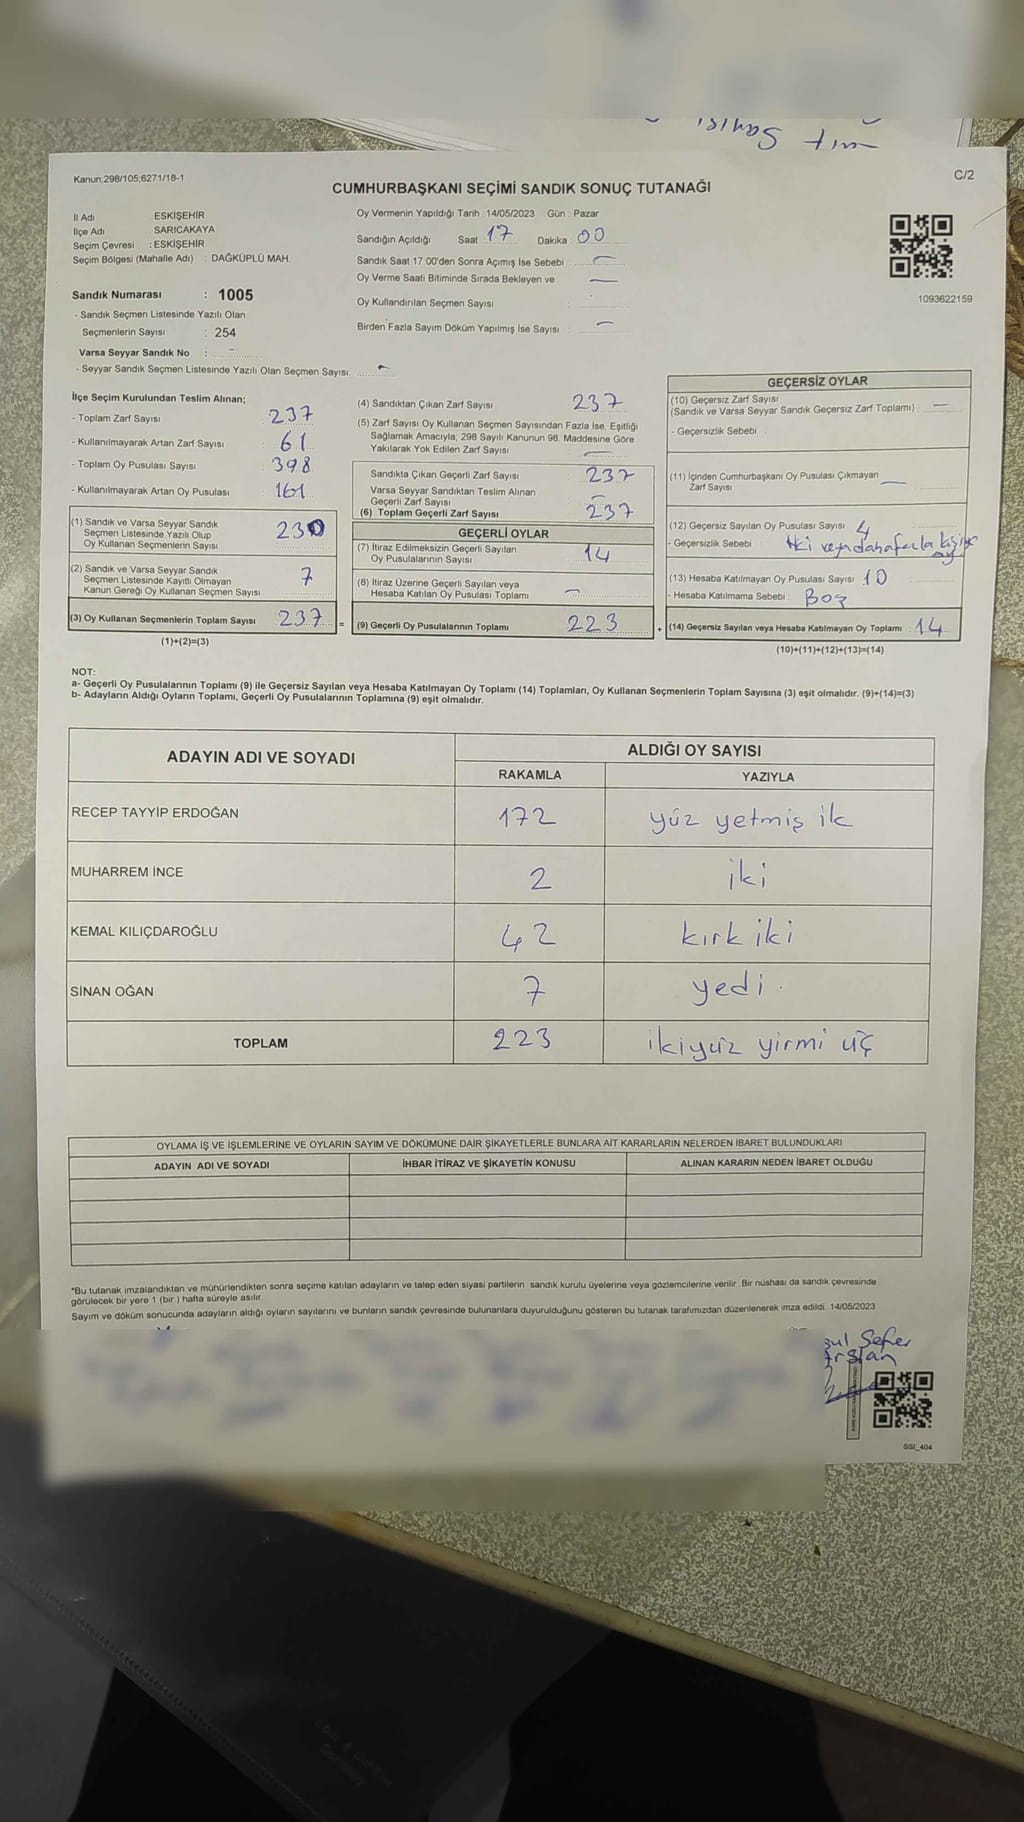 Sayısı
Kanun;298/105;6271/18-1
C/2
CUMHURBAŞKANI SEÇİMİ SANDIK SONUÇ TUTANAĞI
İl Adı ESKİŞEHİR
İlçe Adı SARICAKAYA
Seçim Çevresi : ESKİŞEHİR
Seçim Bölgesi (Mahalle Adı) : DAĞKÜPLÜ MAH.
Sandık Numarası : 1005
- Sandık Seçmen Listesinde Yazılı Olan
Seçmenlerin Sayısı : 254
Varsa Seyyar Sandık No : -
- Seyyar Sandık Seçmen Listesinde Yazılı Olan Seçmen Sayısı: -
Oy Vermenin Yapıldığı Tarih : 14/05/2023 Gün : Pazar
Sandığın Açıldığı Saat : 17 Dakika : 00
Sandık Saat 17:00'den Sonra Açımış İse Sebebi : -
Oy Verme Saati Bitiminde Sırada Bekleyen ve -
Oy Kullandırılan Seçmen Sayısı
Birden Fazla Sayım Döküm Yapılmış İse Sayısı : -
1093622159
İlçe Seçim Kurulundan Teslim Alınan;
- Toplam Zarf Sayısı 237
- Kullanılmayarak Artan Zarf Sayısı 61
- Toplam Oy Pusulası Sayısı 398
- Kullanılmayarak Artan Oy Pusulası 161
(1) Sandık ve Varsa Seyyar Sandık
Seçmen Listesinde Yazılı Olup 230
Oy Kullanan Seçmenlerin Sayısı
(2) Sandık ve Varsa Seyyar Sandık
Seçmen Listesinde Kayıtlı Olmayan 7
Kanun Gereği Oy Kullanan Seçmen Sayısı
(3) Oy Kullanan Seçmenlerin Toplam Sayısı 237 =
(1)+(2)=(3)
(4) Sandıktan Çıkan Zarf Sayısı 237
(5) Zarf Sayısı Oy Kullanan Seçmen Sayısından Fazla İse, Eşitliği
Sağlamak Amacıyla; 298 Sayılı Kanunun 98. Maddesine Göre
Yakılarak Yok Edilen Zarf Sayısı -
Sandıkta Çıkan Geçerli Zarf Sayısı 237
Varsa Seyyar Sandıktan Teslim Alınan
Geçerli Zarf Sayısı -
(6) Toplam Geçerli Zarf Sayısı 237
GEÇERLİ OYLAR
(7) İtiraz Edilmeksizin Geçerli Sayılan 14
Oy Pusulalarının Sayısı
(8) İtiraz Üzerine Geçerli Sayılan veya
Hesaba Katılan Oy Pusulası Toplamı -
(9) Geçerli Oy Pusulalarının Toplamı 223 +
GEÇERSİZ OYLAR
(10) Geçersiz Zarf Sayısı
(Sandık ve Varsa Seyyar Sandık Geçersiz Zarf Toplamı) : -
- Geçersizlik Sebebi
(11) İçinden Cumhurbaşkanı Oy Pusulası Çıkmayan
Zarf Sayısı -
(12) Geçersiz Sayılan Oy Pusulası Sayısı 4
- Geçersizlik Sebebi : iki veya daha fazla kişiye
oy
(13) Hesaba Katılmayan Oy Pusulası Sayısı 10
- Hesaba Katılmama Sebebi : Boş
(14) Geçersiz Sayılan veya Hesaba Katılmayan Oy Toplamı : 14
(10)+(11)+(12)+(13)=(14)
NOT:
a- Geçerli Oy Pusulalarının Toplamı (9) ile Geçersiz Sayılan veya Hesaba Katılmayan Oy Toplamı (14) Toplamları, Oy Kullanan Seçmenlerin Toplam Sayısına (3) eşit olmalıdır. (9)+(14)=(3)
b- Adayların Aldığı Oyların Toplamı, Geçerli Oy Pusulalarının Toplamına (9) eşit olmalıdır.
ADAYIN ADI VE SOYADI ALDIĞI OY SAYISI
RAKAMLA YAZIYLA
RECEP TAYYİP ERDOĞAN 172 yüz yetmiş ik
MUHARREM İNCE 2 iki
KEMAL KILIÇDAROĞLU 42 kırk iki
SİNAN OĞAN 7 yedi
TOPLAM 223 ikiyüz yirmi üç
OYLAMA İŞ VE İŞLEMLERİNE VE OYLARIN SAYIM VE DÖKÜMÜNE DAİR ŞİKAYETLERLE BUNLARA AİT KARARLARIN NELERDEN İBARET BULUNDUKLARI
ADAYIN ADI VE SOYADI İHBAR İTİRAZ VE ŞİKAYETİN KONUSU ALINAN KARARIN NEDEN İBARET OLDUĞU
*Bu tutanak imzalandıktan ve mühürlendikten sonra seçime katılan adayların ve talep eden siyasi partilerin sandık kurulu üyelerine veya gözlemcilerine verilir. Bir nüshası da sandık çevresinde
görülecek bir yere 1 (bir ) hafta süreyle asılır.
Sayım ve döküm sonucunda adayların aldığı oyların sayılarını ve bunların sandık çevresinde bulunanlara duyurulduğunu gösteren bu tutanak tarafımızdan düzenlenerek imza edildi. 14/05/2023
Sefer
Arslan
SSI_404